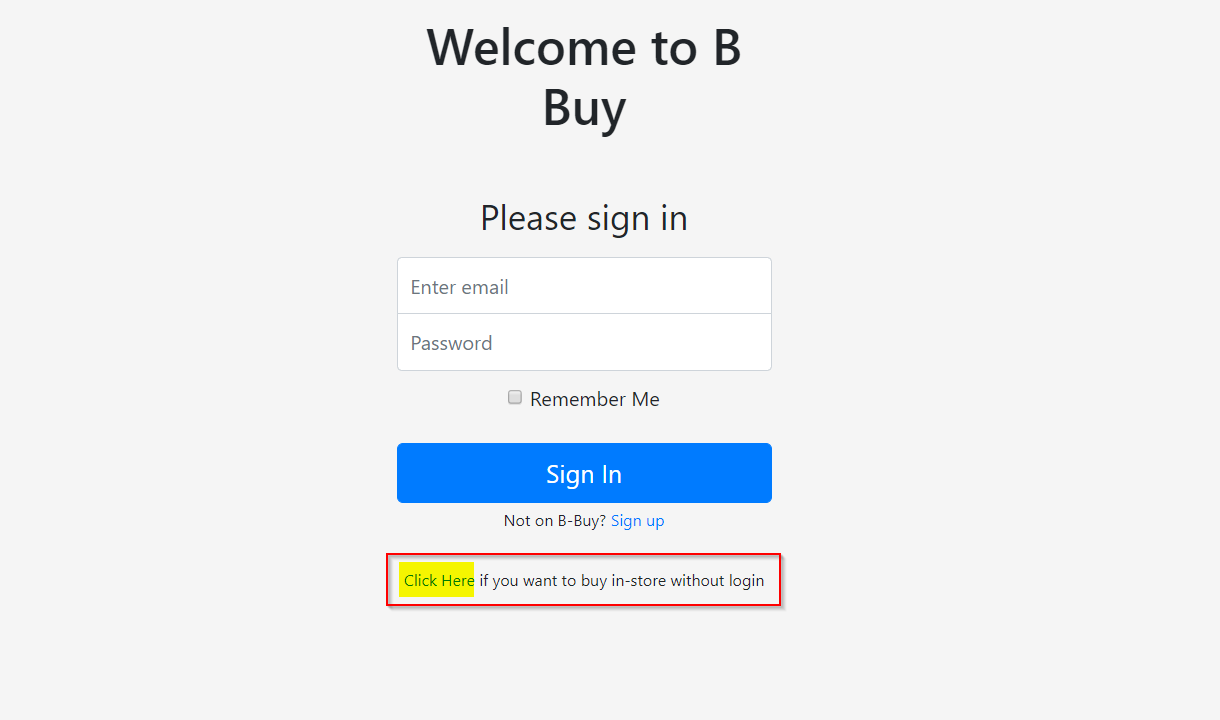 Welcome to B
Buy
Please sign in
Enter email
Password
Remember Me
Sign In
Not on B-Buy? Sign up
Click Here if you want to buy in-store without login